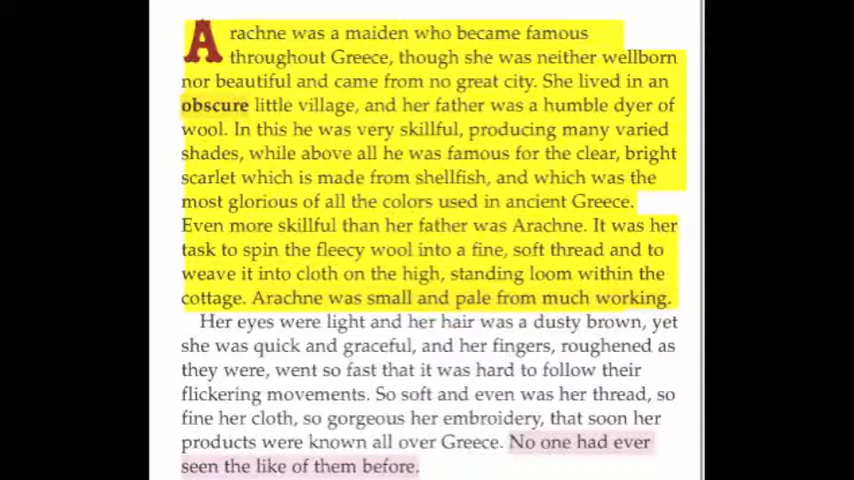 Arachne was a maiden who became famous
throughout Greece, though she was neither wellborn
nor beautiful and came from no great city. She lived in an
obscure little village, and her father was a humble dyer of
wool. In this he was very skillful, producing many varied
shades, while above all he was famous for the clear, bright
scarlet which is made from shellfish, and which was the
most glorious of all the colors used in ancient Greece.
Even more skillful than her father was Arachne. It was her
task to spin the fleecy wool into a fine, soft thread and to
weave it into cloth on the high, standing loom within the
cottage. Arachne was small and pale from much working.
Her eyes were light and her hair was a dusty brown, yet
she was quick and graceful, and her fingers, roughened as
they were, went so fast that it was hard to follow their
flickering movements. So soft and even was her thread, so
fine her cloth, so gorgeous her embroidery, that soon her
products were known all over Greece. No one had ever
seen the like of them before.